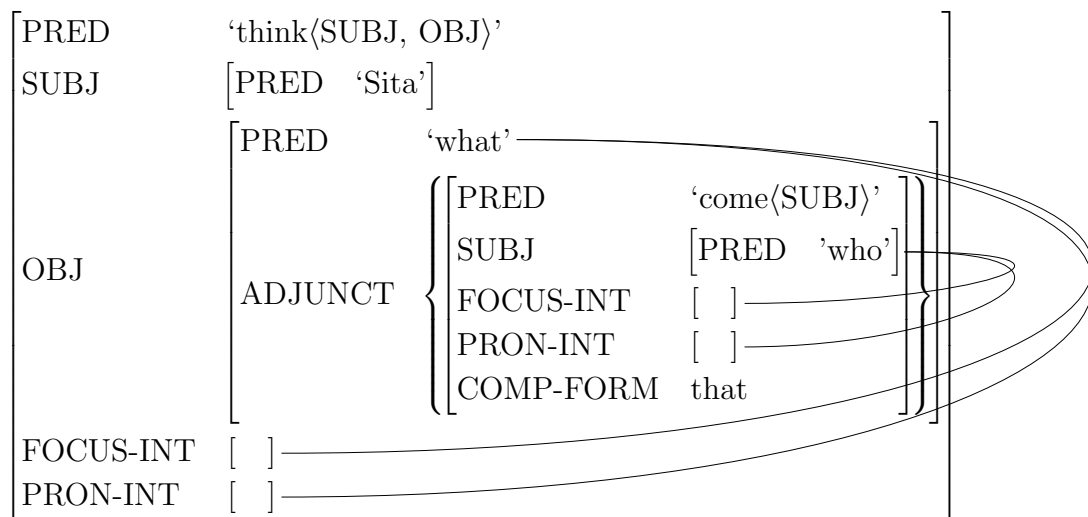 PRED ‘think⟨SUBJ, OBJ⟩’
SUBJ [PRED ‘Sita’]
OBJ
PRED ‘what’
ADJUNCT
PRED ‘come⟨SUBJ⟩’
SUBJ [PRED ’who’]
FOCUS-INT [ ]
PRON-INT [ ]
COMP-FORM that
FOCUS-INT [ ]
PRON-INT [ ]